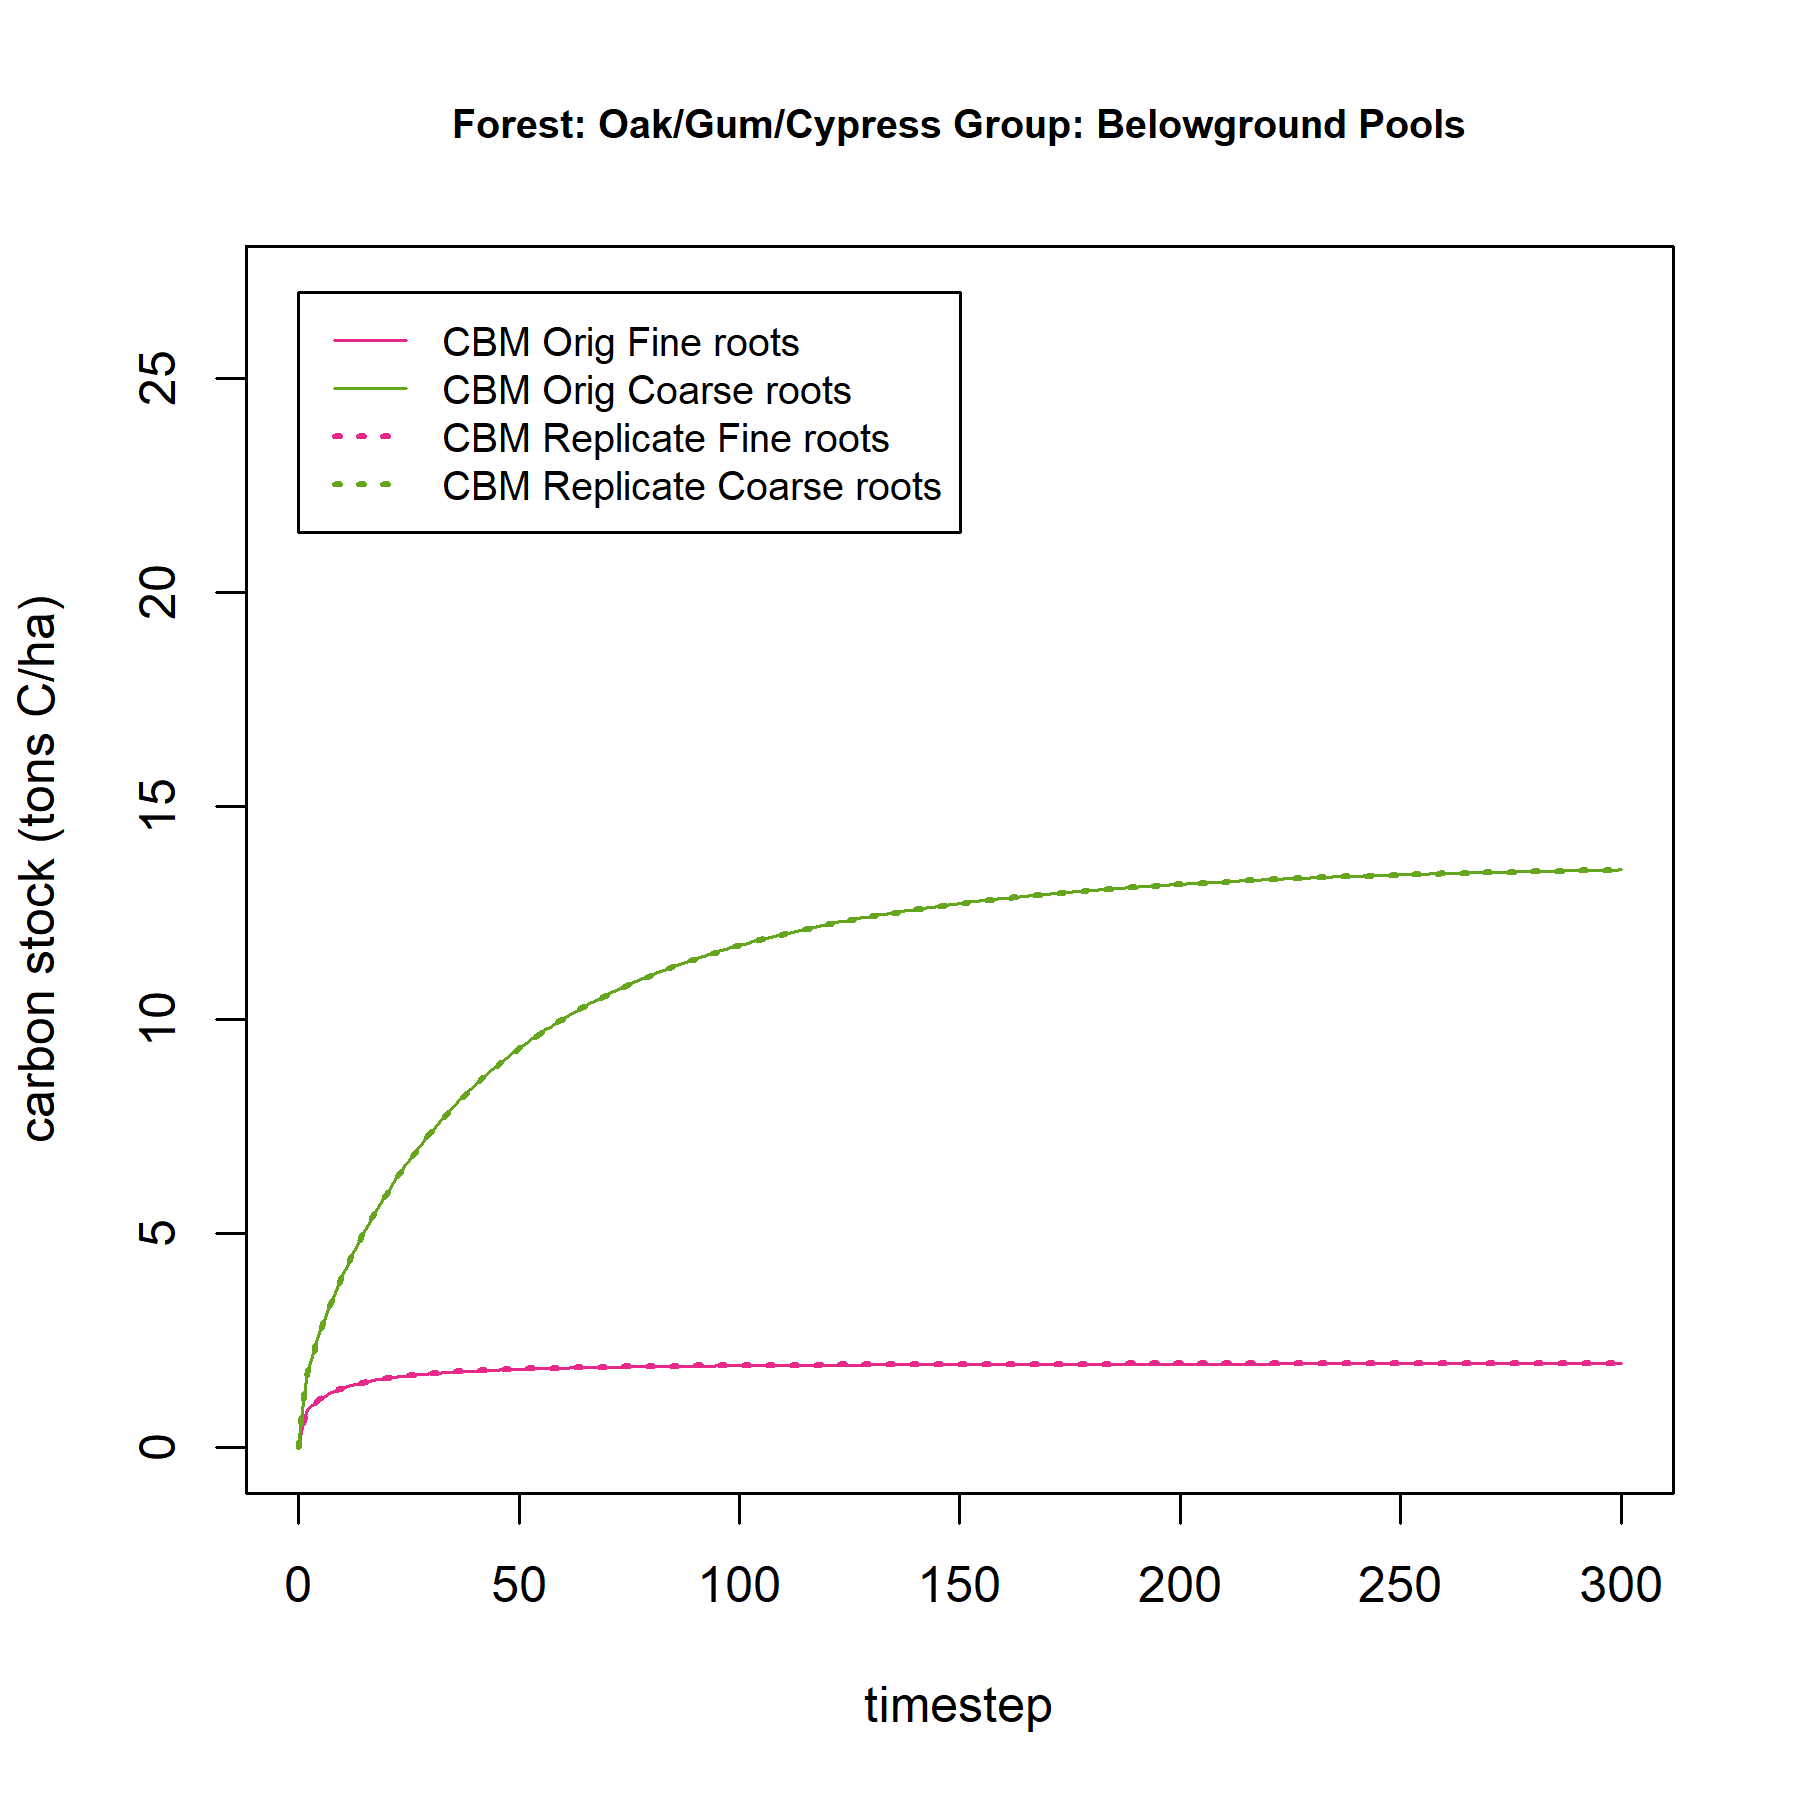 Forest: Oak/Gum/Cypress Group: Belowground Pools
CBM Orig Fine roots
CBM Orig Coarse roots
CBM Replicate Fine roots
CBM Replicate Coarse roots
carbon stock (tons C/ha)
25
20
15
10
5
0
0 50 100 150 200 250 300
timestep